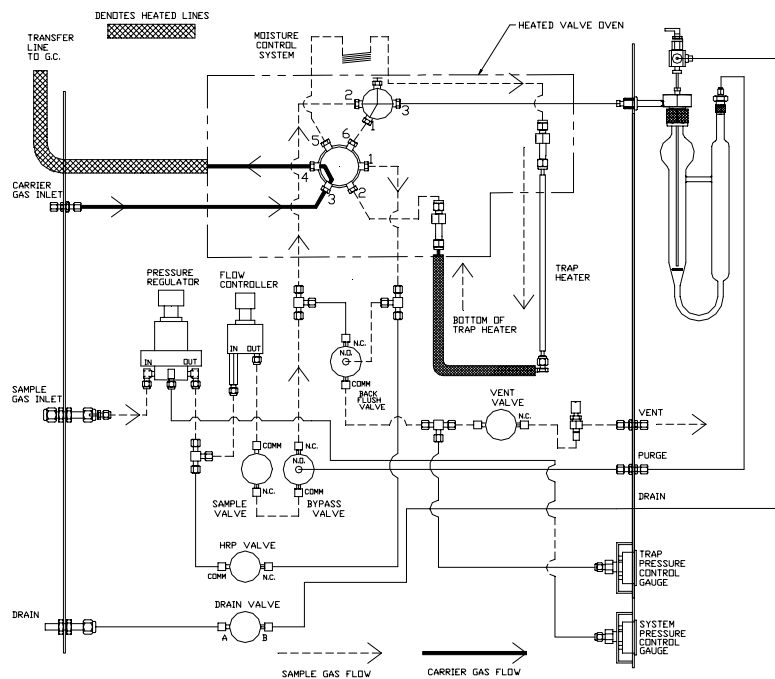 DENOTES HEATED LINES
MOISTURE
CONTROL
SYSTEM
HEATED VALVE OVEN
TRANSFER
LINE
TO G.C.
2
3
1
5
6
4
1
3
2
CARRIER
GAS INLET
PRESSURE
REGULATOR
FLOW
CONTROLLER
TRAP
HEATER
BOTTOM OF
TRAP HEATER
IN
OUT
IN
OUT
N.C.
N.O.
COMM
BACK
FLUSH
VALVE
SAMPLE
GAS INLET
VENT
VALVE
N.C.
VENT
COMM
N.C.
N.O.
PURGE
N.C.
COMM
SAMPLE
VALVE
BYPASS
VALVE
DRAIN
HRP VALVE
COMM
N.C.
TRAP
PRESSURE
CONTROL
GAUGE
DRAIN
DRAIN VALVE
A
B
SYSTEM
PRESSURE
CONTROL
GAUGE
SAMPLE GAS FLOW
CARRIER GAS FLOW